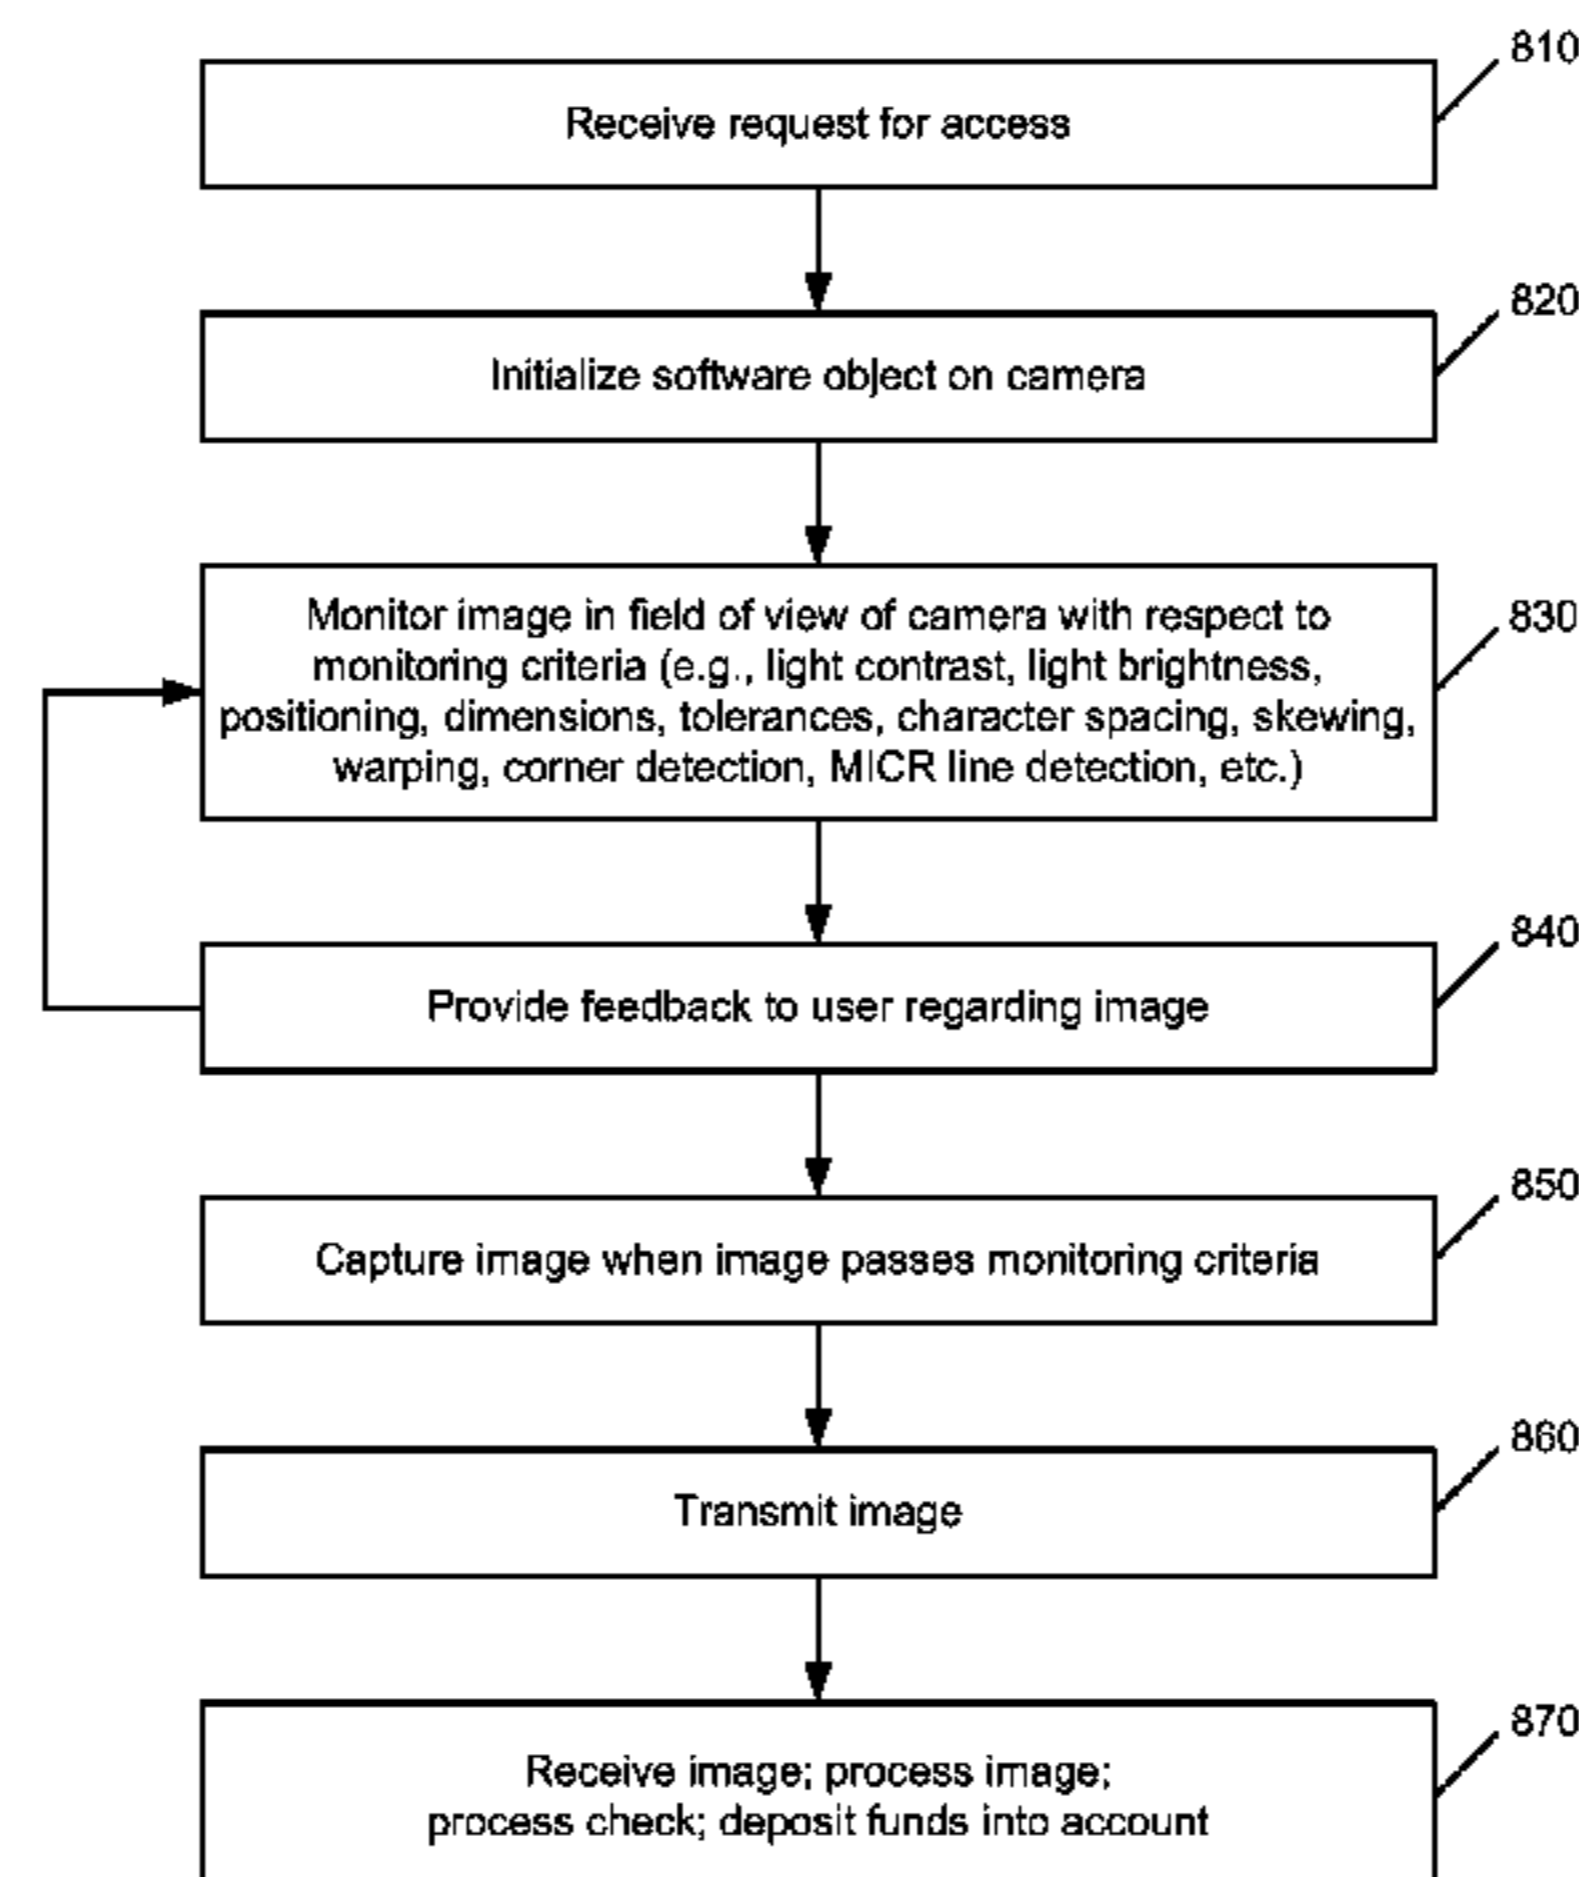 810
Receive request for access
820
Initialize software object on camera
830
Monitor image in field of view of camera with respect to
monitoring criteria (e.g., light contrast, light brightness,
positioning, dimensions, tolerances, character spacing, skewing,
warping, corner detection, MICR line detection, etc.)
840
Provide feedback to user regarding image
850
Capture image when image passes monitoring criteria
860
Transmit image
870
Receive image; process image;
process check; deposit funds into account